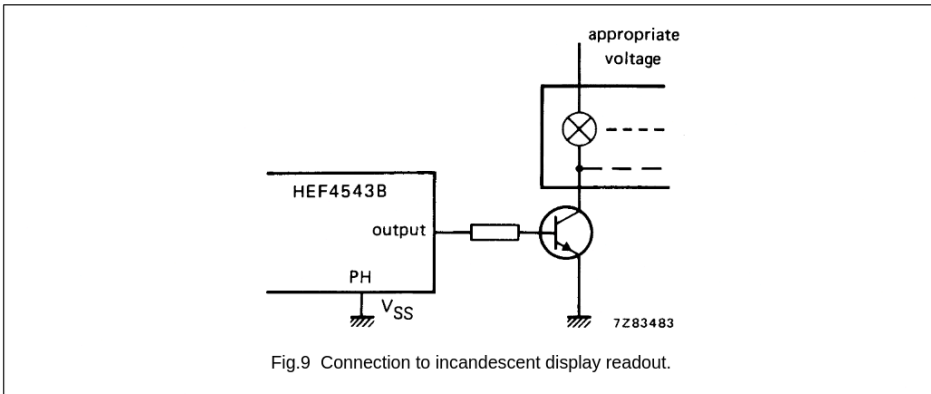 appropriate
voltage
HEF4543B
output
PH
VSS
7Z83483
Fig.9 Connection to incandescent display readout.